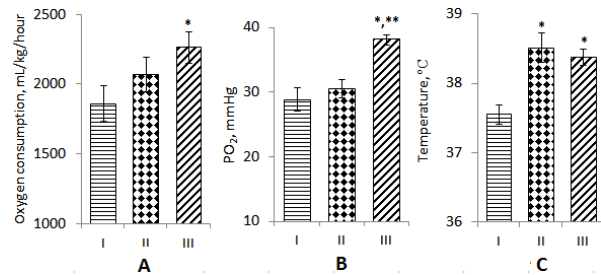 Oxygen consumption, mL/kg/hour
2500
2000
1500
1000
*
I II III
A
PO2, mmHg
40
30
20
10
*,**
I II III
B
Temperature, °C
39
38
37
36
* *
I II III
C